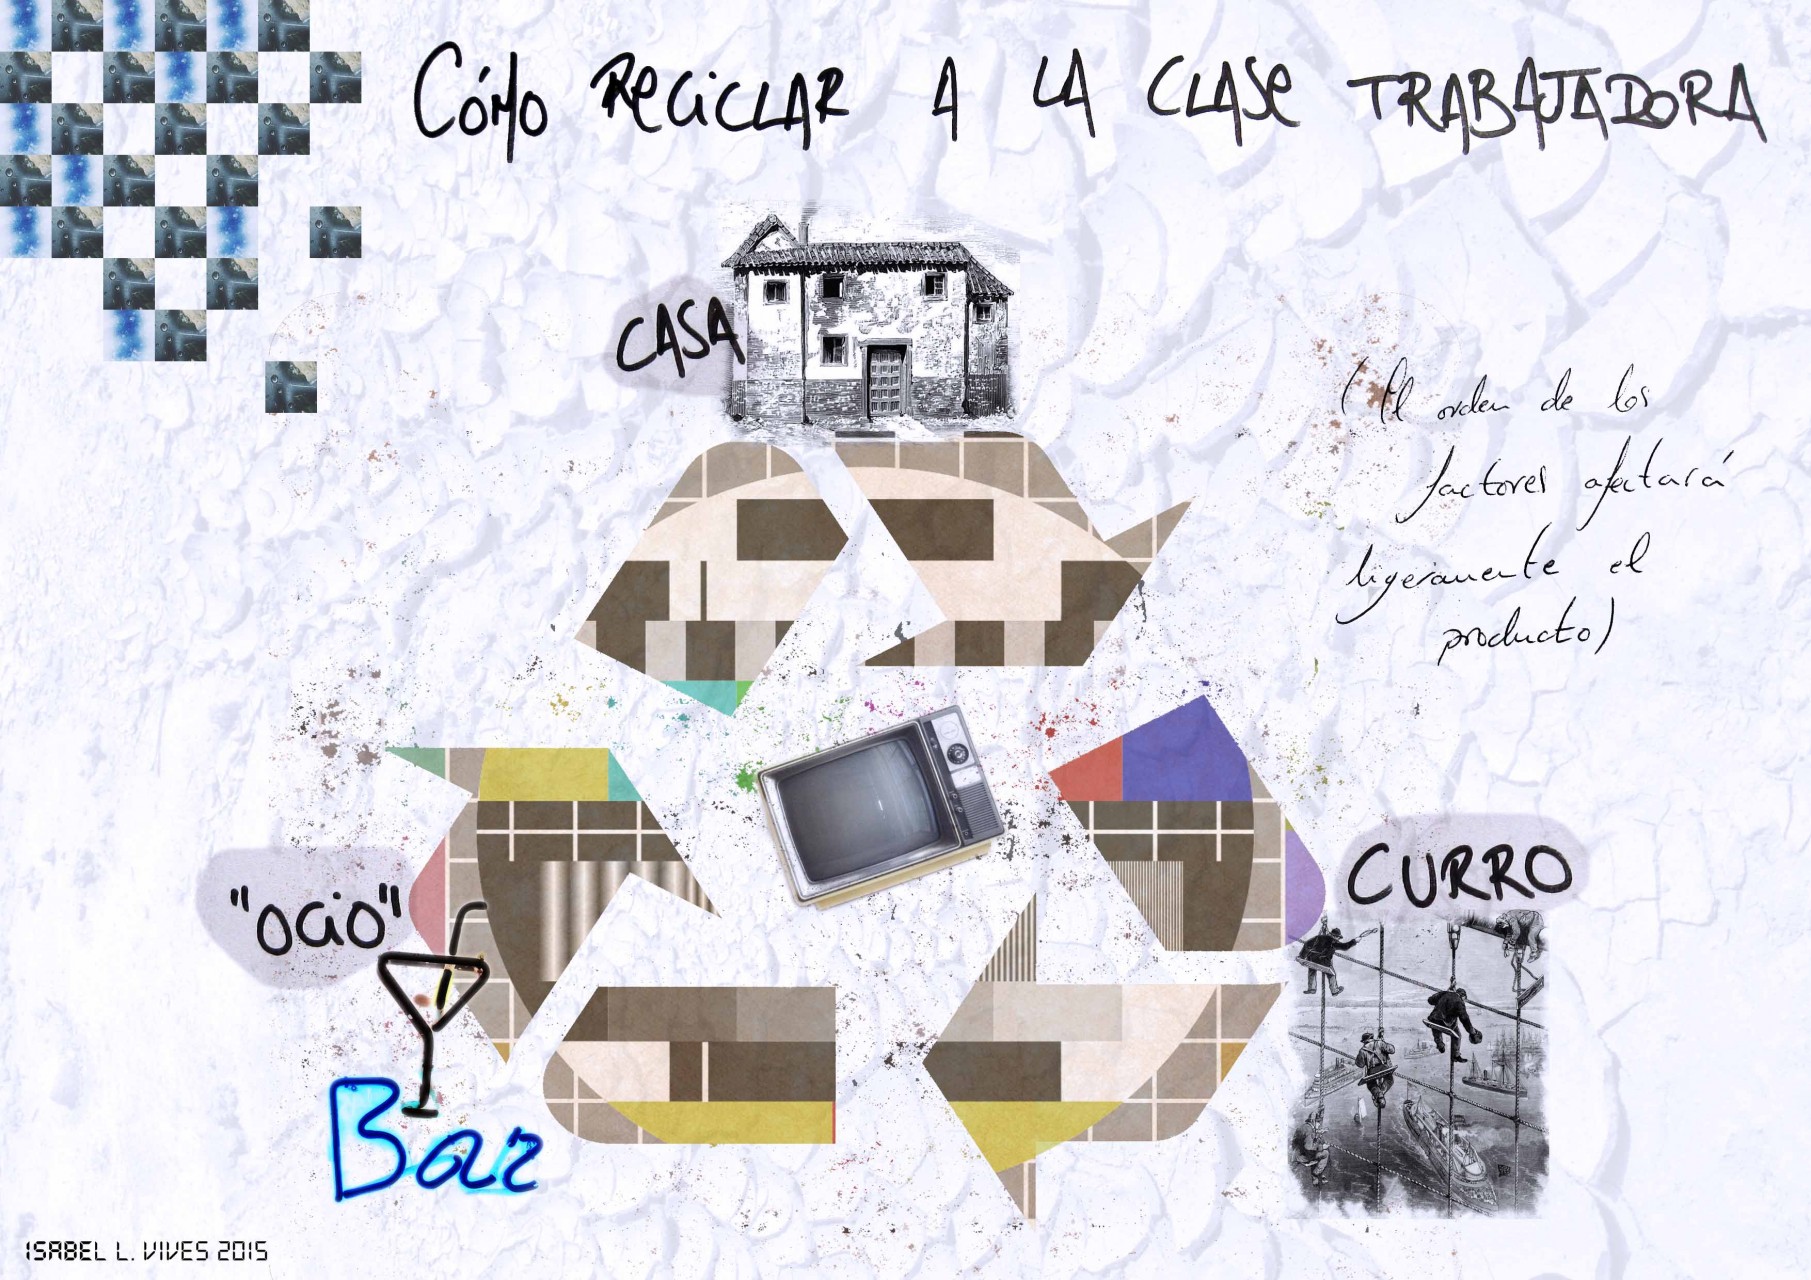 CÓMO RECICLAR A LA CLASE TRABAJADORA
CASA
(El orden de los
factores afectará
ligeramente el
producto)
"OCIO"
CURRO
Bar
ISABEL L. VIVES 2015